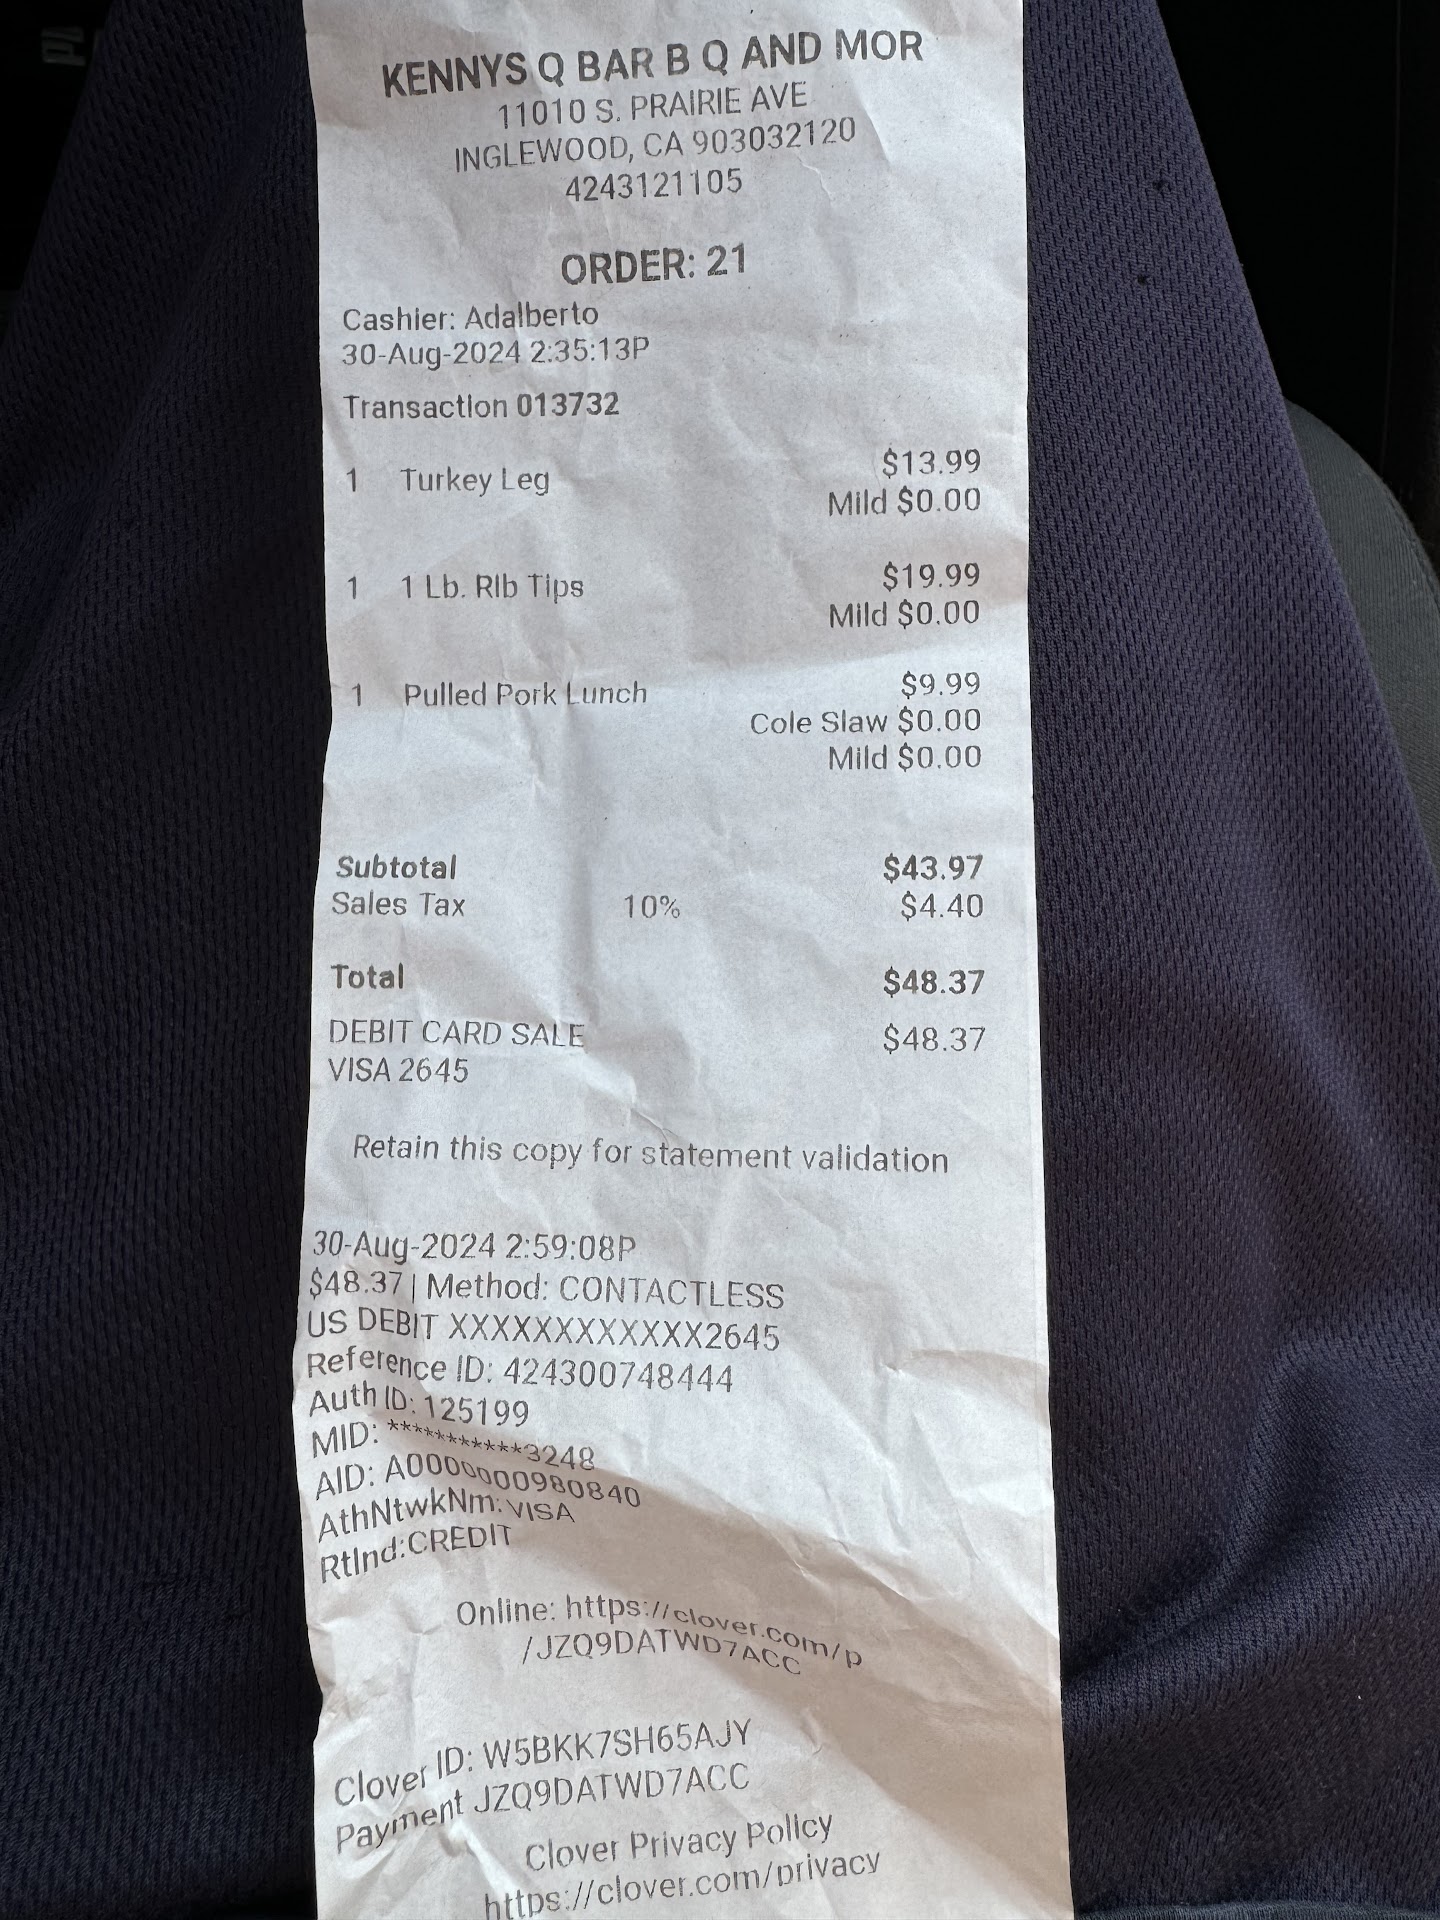 KENNYS Q BAR B Q AND MOR
11010 S. PRAIRIE AVE
INGLEWOOD, CA 903032120
4243121105
ORDER: 21
Cashier: Adalberto
30-Aug-2024 2:35:13P
Transaction 013732
1 Turkey Leg $13.99
Mild $0.00
1 1 Lb. Rib Tips $19.99
Mild $0.00
1 Pulled Pork Lunch $9.99
Cole Slaw $0.00
Mild $0.00
Subtotal $43.97
Sales Tax 10% $4.40
Total $48.37
DEBIT CARD SALE $48.37
VISA 2645
Retain this copy for statement validation
30-Aug-2024 2:59:08P
$48.37 | Method: CONTACTLESS
US DEBIT XXXXXXXXXXXX2645
Reference ID: 424300748444
Auth ID: 125199
MID: ***********3248
AID: A0000000980840
AthNtwkNm: VISA
RtInd:CREDIT
Online: https://clover.com/p
/JZQ9DATWD7ACC
Clover ID: W5BKK7SH65AJY
Payment JZQ9DATWD7ACC
Clover Privacy Policy
https://clover.com/privacy